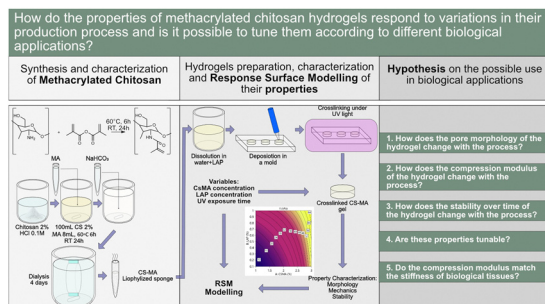 How do the properties of methacrylated chitosan hydrogels respond to variations in their
production process and is it possible to tune them according to different biological
applications?
Synthesis and characterization
of Methacrylated Chitosan
Hydrogels preparation, characterization
and Response Surface Modelling of
their properties
Hypothesis on the possible use
in biological applications
60°C, 6h
RT, 24h
MA
NaHCO₃
Chitosan 2%
HCl 0.1M
100mL CS 2%
MA 8mL, 60°C 6h
RT 24h
Dialysis
4 days
CS-MA
Liophylized sponge
Dissolution in
water+LAP
Deposition in
a mold
Crosslinking under
UV light
Variables:
CsMA concentration
LAP concentration
UV exposure time
Crosslinked CS-MA
gel
RSM
Modelling
Property Characterization:
Morphology
Mechanics
Stability
1. How does the pore morphology of the
hydrogel change with the process?
2. How does the compression modulus
of the hydrogel change with the
process?
3. How does the stability over time of
the hydrogel change with the process?
4. Are these properties tunable?
5. Do the compression modulus match
the stiffness of biological tissues?